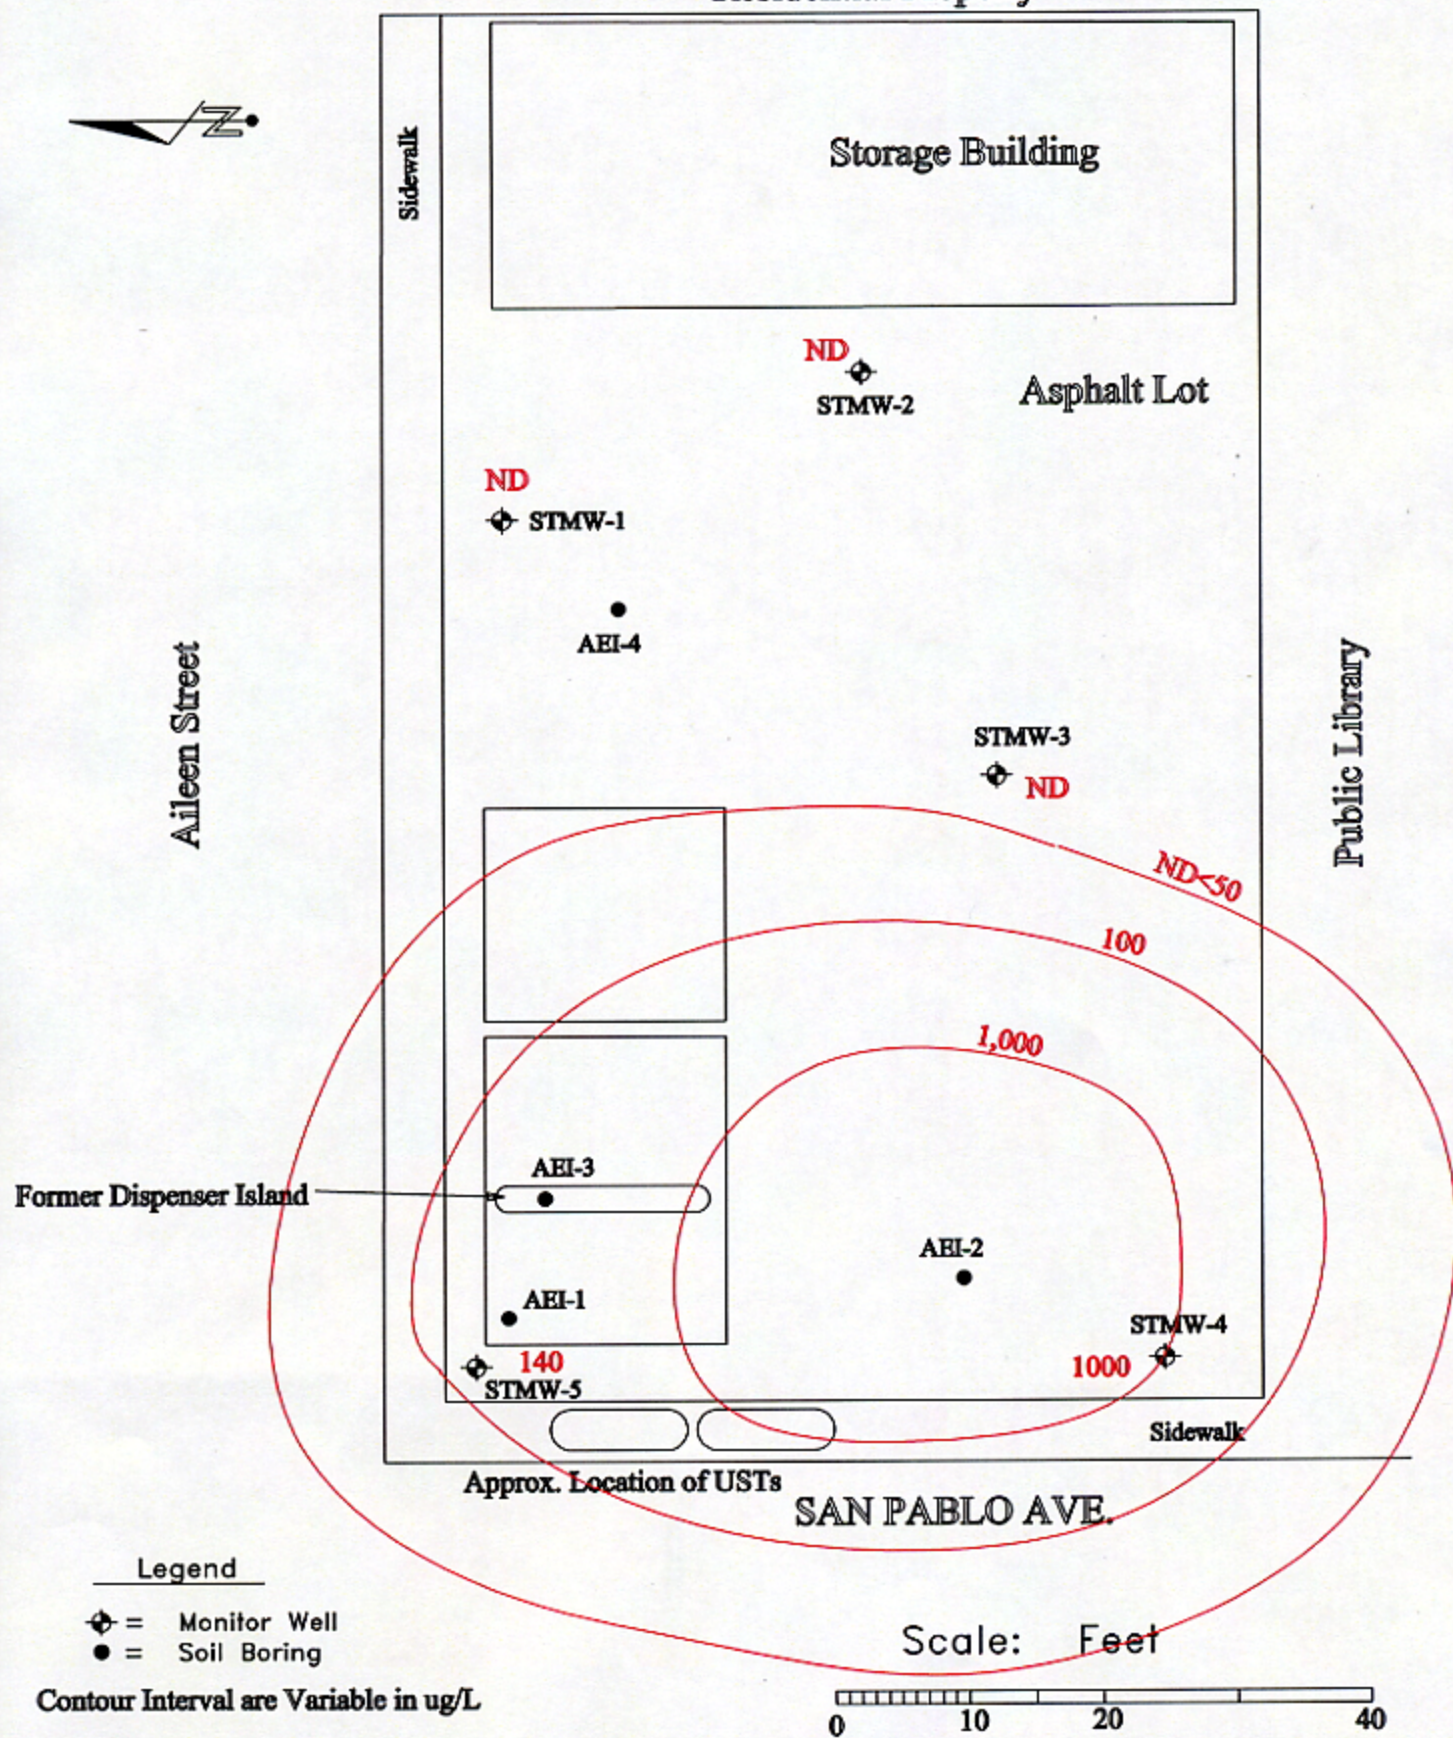 Z
Sidewalk
Storage Building
ND
STMW-2
Asphalt Lot
ND
STMW-1
AEI-4
Aileen Street
STMW-3
ND
Public Library
ND<50
100
1,000
AEI-3
Former Dispenser Island
AEI-2
AEI-1
STMW-4
140
1000
STMW-5
Sidewalk
Approx. Location of USTs
SAN PABLO AVE.
Legend
= Monitor Well
= Soil Boring
Scale: Feet
Contour Interval are Variable in ug/L
0 10 20 40